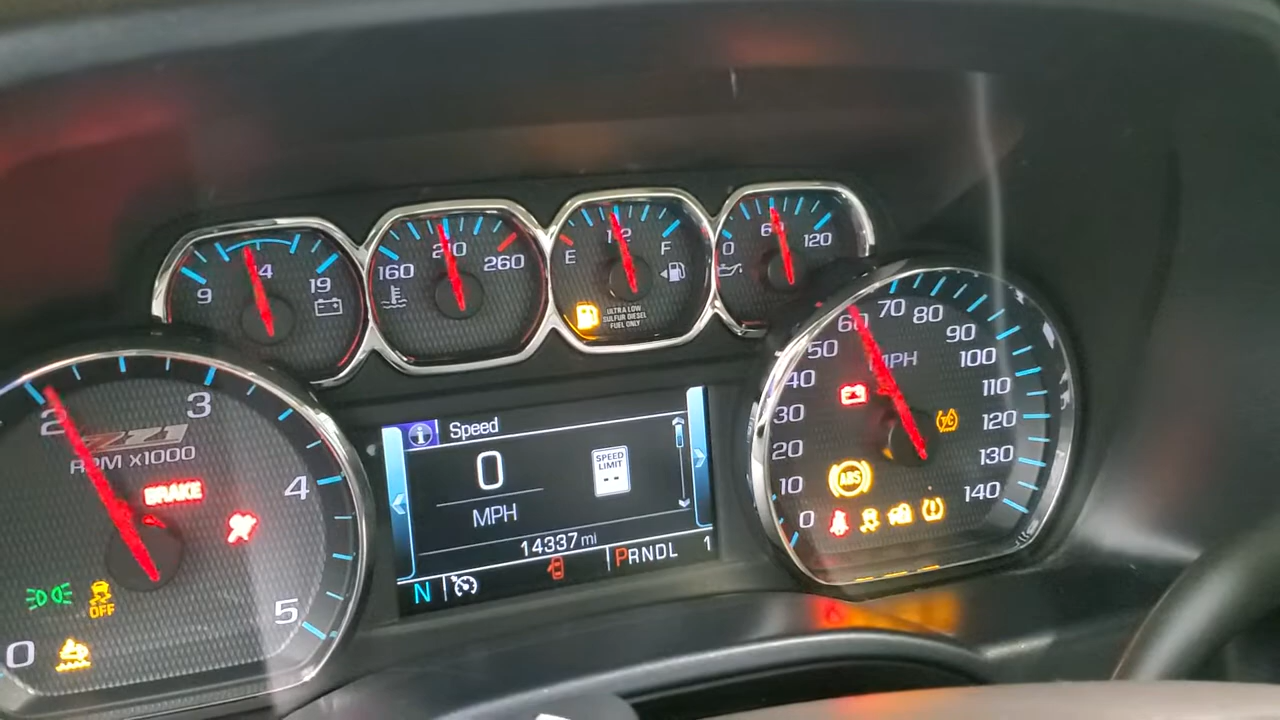 14
9
19
210
160
260
1/2
E
F
ULTRA LOW
SULFUR DIESEL
FUEL ONLY
60
0
120
2
3
Z71
RPM X1000
4
BRAKE
OFF
5
0
Speed
0
MPH
SPEED
LIMIT
--
14337 mi
N
PRNDL
1
70
60
80
50
90
MPH
100
40
110
30
120
TC
20
130
ABS
10
140
0